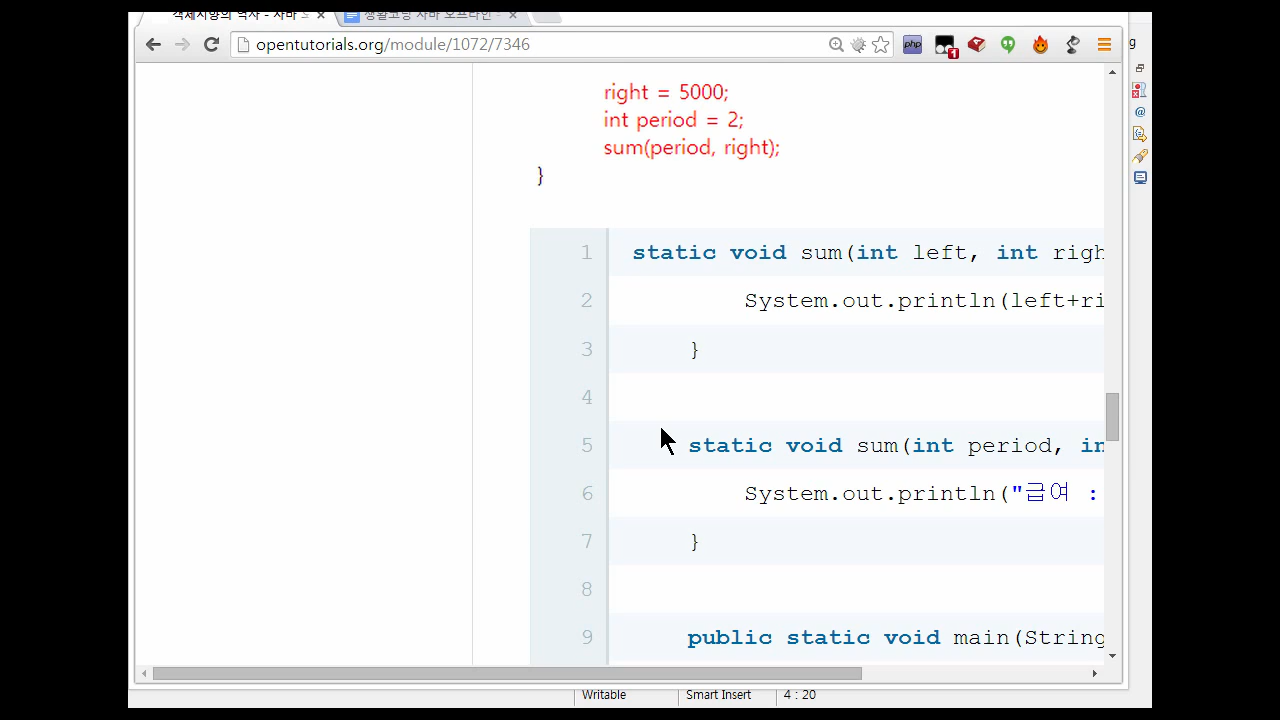 opentutorials.org/module/1072/7346
right = 5000;
int period = 2;
sum(period, right);
}
1 static void sum(int left, int righ
2 System.out.println(left+ri
3 }
4
5 static void sum(int period, in
6 System.out.println("급여 :
7 }
8
9 public static void main(String
Writable Smart Insert 4 : 20